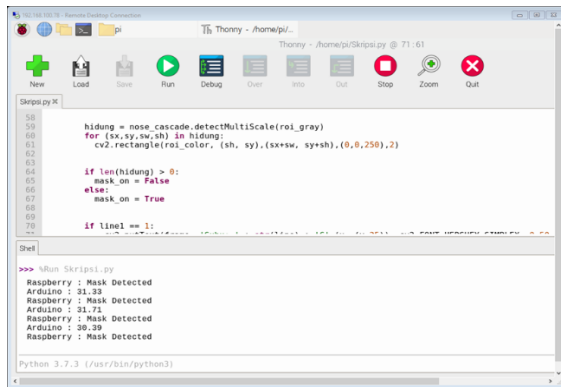 192.168.100.16 - Remote Desktop Connection
pi
Thonny - /home/pi/...
Thonny - /home/pi/Skripsi.py @ 71:61
New Load Save Run Debug Over Into Out Stop Zoom Quit
Skripsi.py
58
59 hidung = nose_cascade.detectMultiScale(roi_gray)
60 for (sx,sy,sw,sh) in hidung:
61 cv2.rectangle(roi_color, (sh, sy),(sx+sw, sy+sh),(0,0,250),2)
62
63
64 if len(hidung) > 0:
65 mask_on = False
66 else:
67 mask_on = True
68
69
70 if line1 == 1:
Shell
>>> %Run Skripsi.py
Raspberry : Mask Detected
Arduino : 31.33
Raspberry : Mask Detected
Arduino : 31.71
Raspberry : Mask Detected
Arduino : 30.39
Raspberry : Mask Detected
Python 3.7.3 (/usr/bin/python3)